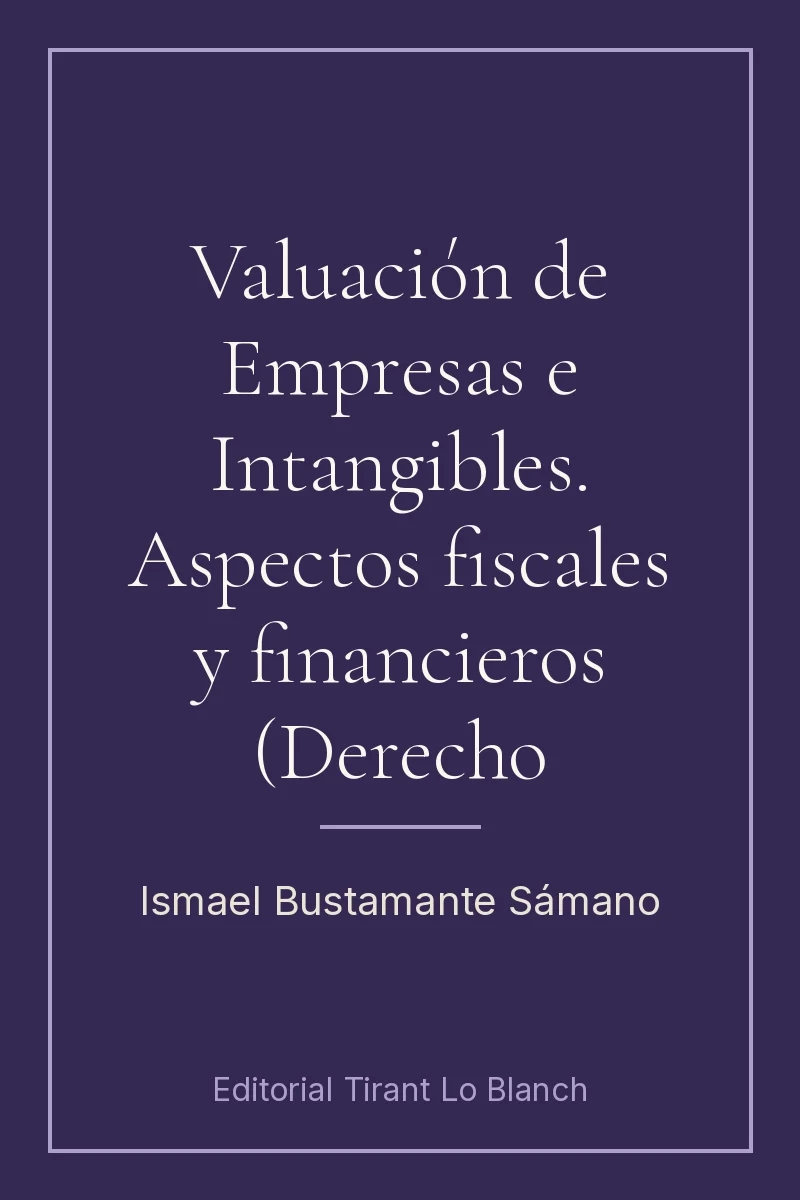 Valuación de
Empresas e
Intangibles.
Aspectos fiscales
y financieros
(Derecho
Ismael Bustamante Sámano
Editorial Tirant Lo Blanch